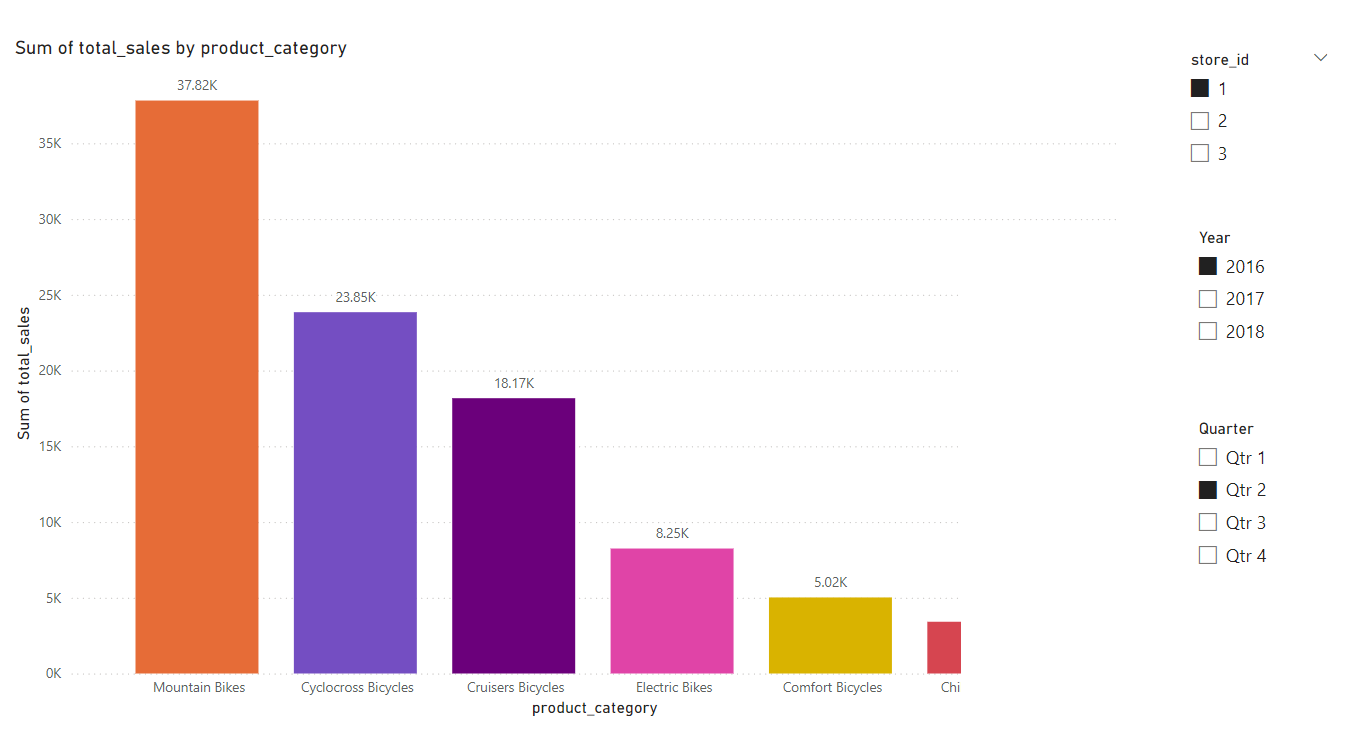 Sum of total_sales by product_category
37.82K
35K
30K
25K
23.85K
20K
18.17K
15K
10K
8.25K
5.02K
5K
0K
Sum of total_sales
Mountain Bikes
Cyclocross Bicycles
Cruisers Bicycles
Electric Bikes
Comfort Bicycles
Chi
product_category
store_id
1
2
3
Year
2016
2017
2018
Quarter
Qtr 1
Qtr 2
Qtr 3
Qtr 4